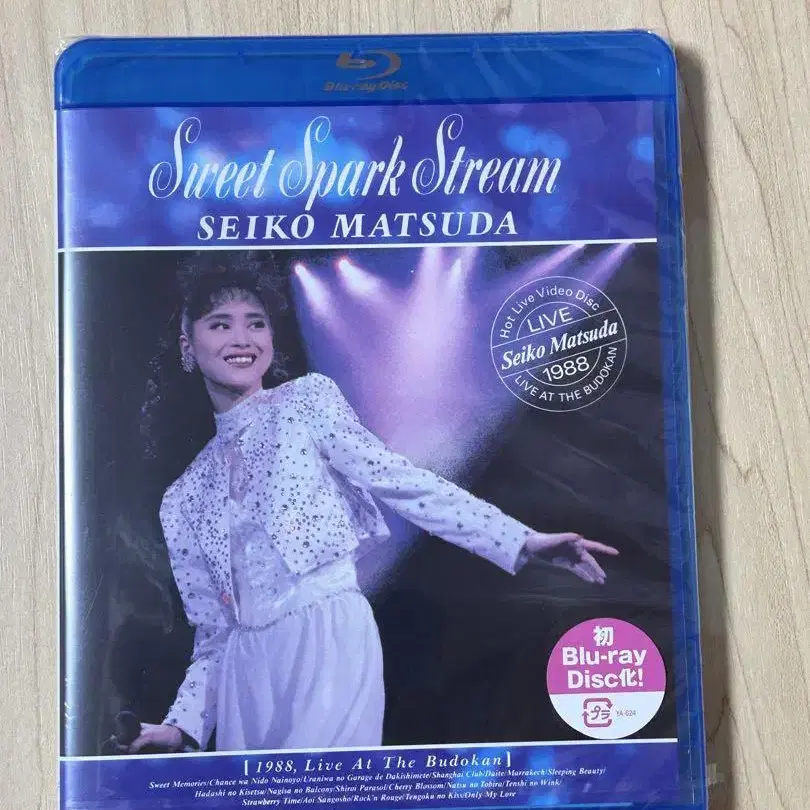 Blu-ray Disc
Sweet Spark Stream
SEIKO MATSUDA
Hot Live Video Disc
LIVE
Seiko Matsuda
1988
LIVE AT THE BUDOKAN
初
Blu-ray
Disc化!
プラ
YA-624
[1988, Live At The Budokan]
Sweet Memories/Chance wa Nido Nainoyo/Uraniwa no Garage de Dakishimete/Shanghai Club/Daite/Marrakech/Sleeping Beauty/
Hadashi no Kisetsu/Nagisa no Balcony/Shiroi Parasol/Cherry Blossom/Natsu no Tobira/Tenshi no Wink/
Strawberry Time/Aoi Sangosho/Rock'n Rouge/Tengoku no Kiss/Only My Love